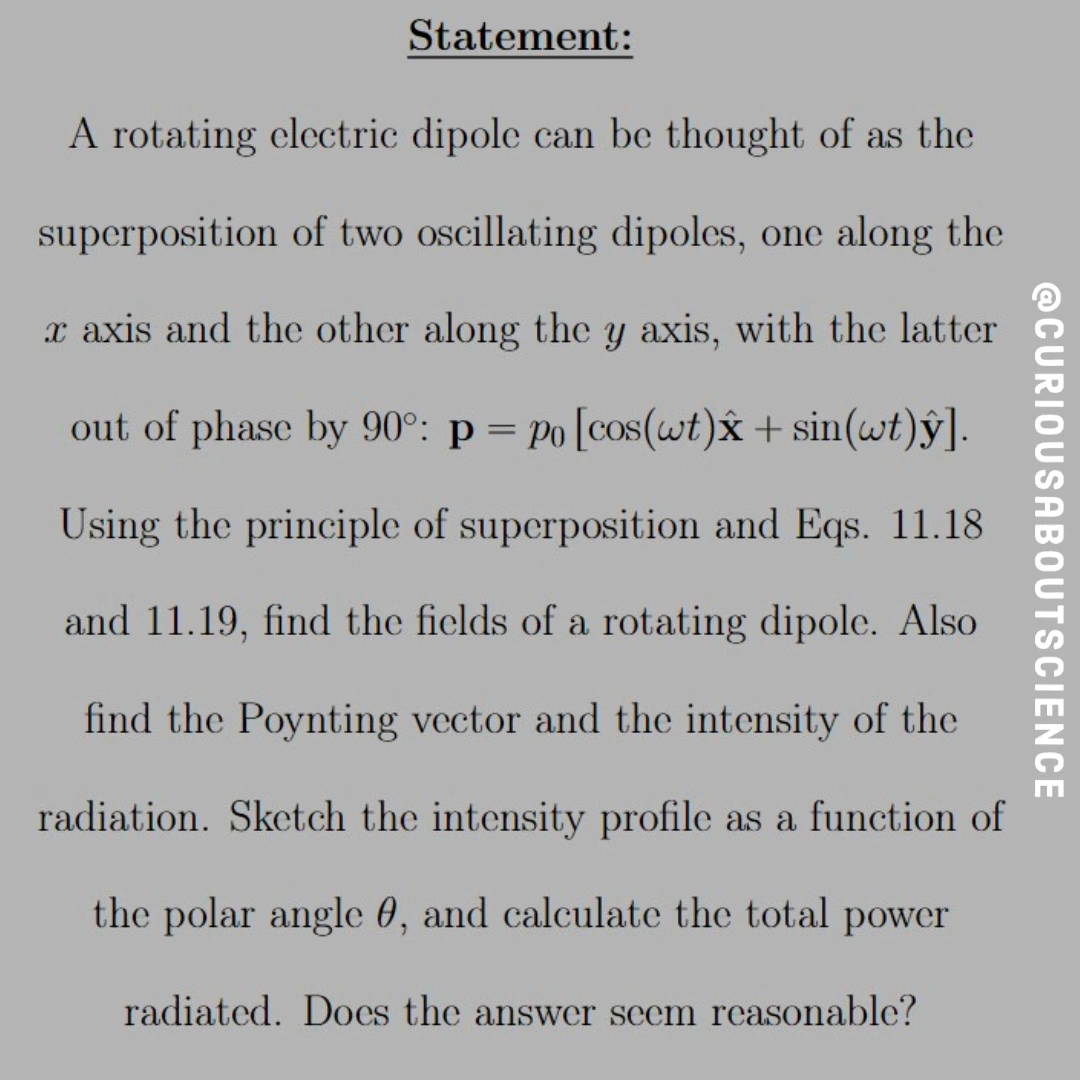 Statement:
A rotating electric dipole can be thought of as the
superposition of two oscillating dipoles, one along the
x axis and the other along the y axis, with the latter
out of phase by 90°: p = p₀ [cos(ωt)x̂ + sin(ωt)ŷ].
Using the principle of superposition and Eqs. 11.18
and 11.19, find the fields of a rotating dipole. Also
find the Poynting vector and the intensity of the
radiation. Sketch the intensity profile as a function of
the polar angle θ, and calculate the total power
radiated. Does the answer seem reasonable?
@CURIOUSABOUTSCIENCE